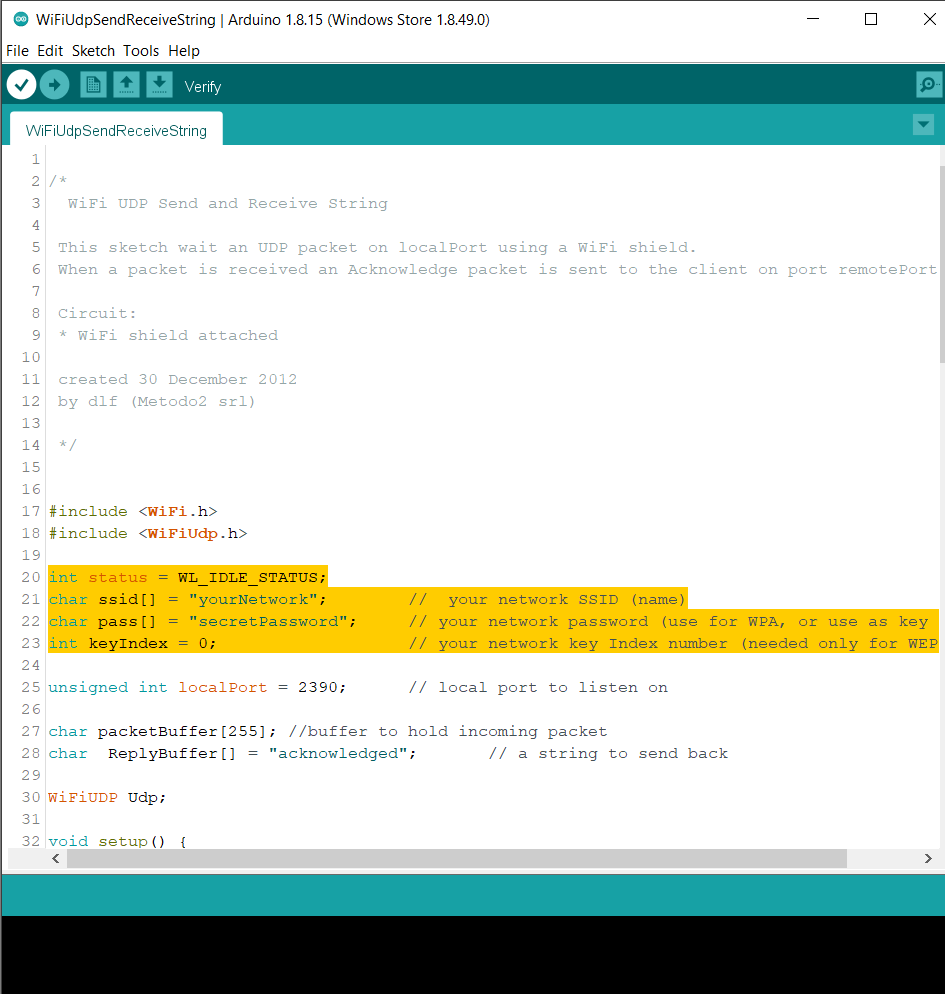 WiFiUdpSendReceiveString | Arduino 1.8.15 (Windows Store 1.8.49.0)
File Edit Sketch Tools Help
Verify
WiFiUdpSendReceiveString
1
2 /*
3 WiFi UDP Send and Receive String
4
5 This sketch wait an UDP packet on localPort using a WiFi shield.
6 When a packet is received an Acknowledge packet is sent to the client on port remotePort
7
8 Circuit:
9 * WiFi shield attached
10
11 created 30 December 2012
12 by dlf (Metodo2 srl)
13
14 */
15
16
17 #include <WiFi.h>
18 #include <WiFiUdp.h>
19
20 int status = WL_IDLE_STATUS;
21 char ssid[] = "yourNetwork"; // your network SSID (name)
22 char pass[] = "secretPassword"; // your network password (use for WPA, or use as key
23 int keyIndex = 0; // your network key Index number (needed only for WEP
24
25 unsigned int localPort = 2390; // local port to listen on
26
27 char packetBuffer[255]; //buffer to hold incoming packet
28 char ReplyBuffer[] = "acknowledged"; // a string to send back
29
30 WiFiUDP Udp;
31
32 void setup() {